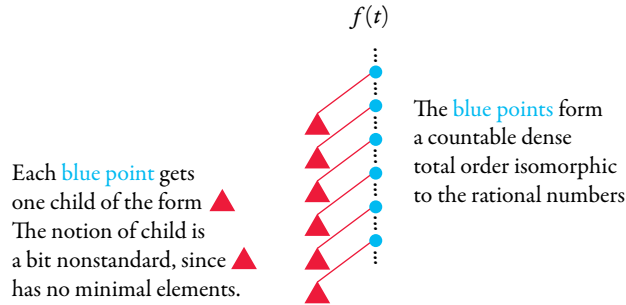 f(t)
The blue points form
a countable dense
total order isomorphic
to the rational numbers
Each blue point gets
one child of the form
The notion of child is
a bit nonstandard, since
has no minimal elements.